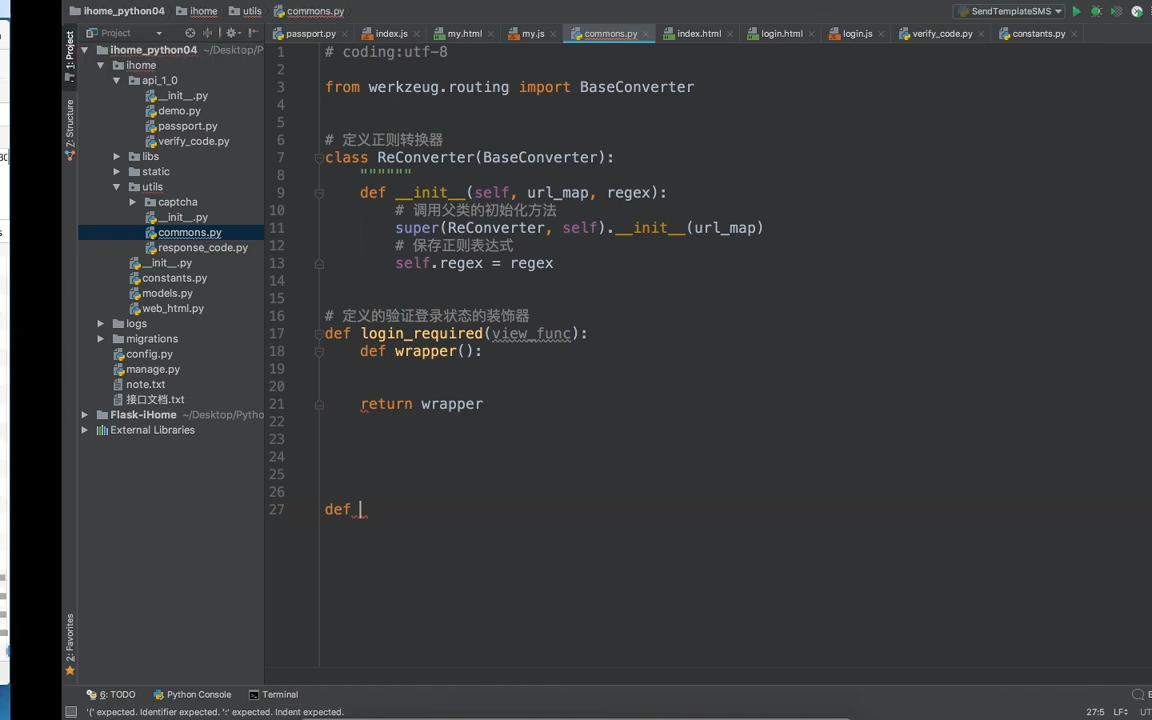 ihome_python04
ihome
utils
commons.py
SendTemplateSMS
1: Project
Project
passport.py
index.js
my.html
my.js
commons.py
index.html
login.html
login.js
verify_code.py
constants.py
ihome_python04 ~/Desktop/P
ihome
api_1_0
__init__.py
demo.py
passport.py
verify_code.py
libs
static
utils
captcha
__init__.py
commons.py
response_code.py
__init__.py
constants.py
models.py
web_html.py
logs
migrations
config.py
manage.py
note.txt
接口文档.txt
Flask-iHome ~/Desktop/Pytho
External Libraries
7: Structure
2: Favorites
1 # coding:utf-8
2
3 from werkzeug.routing import BaseConverter
4
5
6 # 定义正则转换器
7 class ReConverter(BaseConverter):
8 """"""
9 def __init__(self, url_map, regex):
10 # 调用父类的初始化方法
11 super(ReConverter, self).__init__(url_map)
12 # 保存正则表达式
13 self.regex = regex
14
15
16 # 定义的验证登录状态的装饰器
17 def login_required(view_func):
18 def wrapper():
19
20
21 return wrapper
22
23
24
25
26
27 def
6: TODO
Python Console
Terminal
'(' expected. Identifier expected. ':' expected. Indent expected.
27:5 LF÷ UT